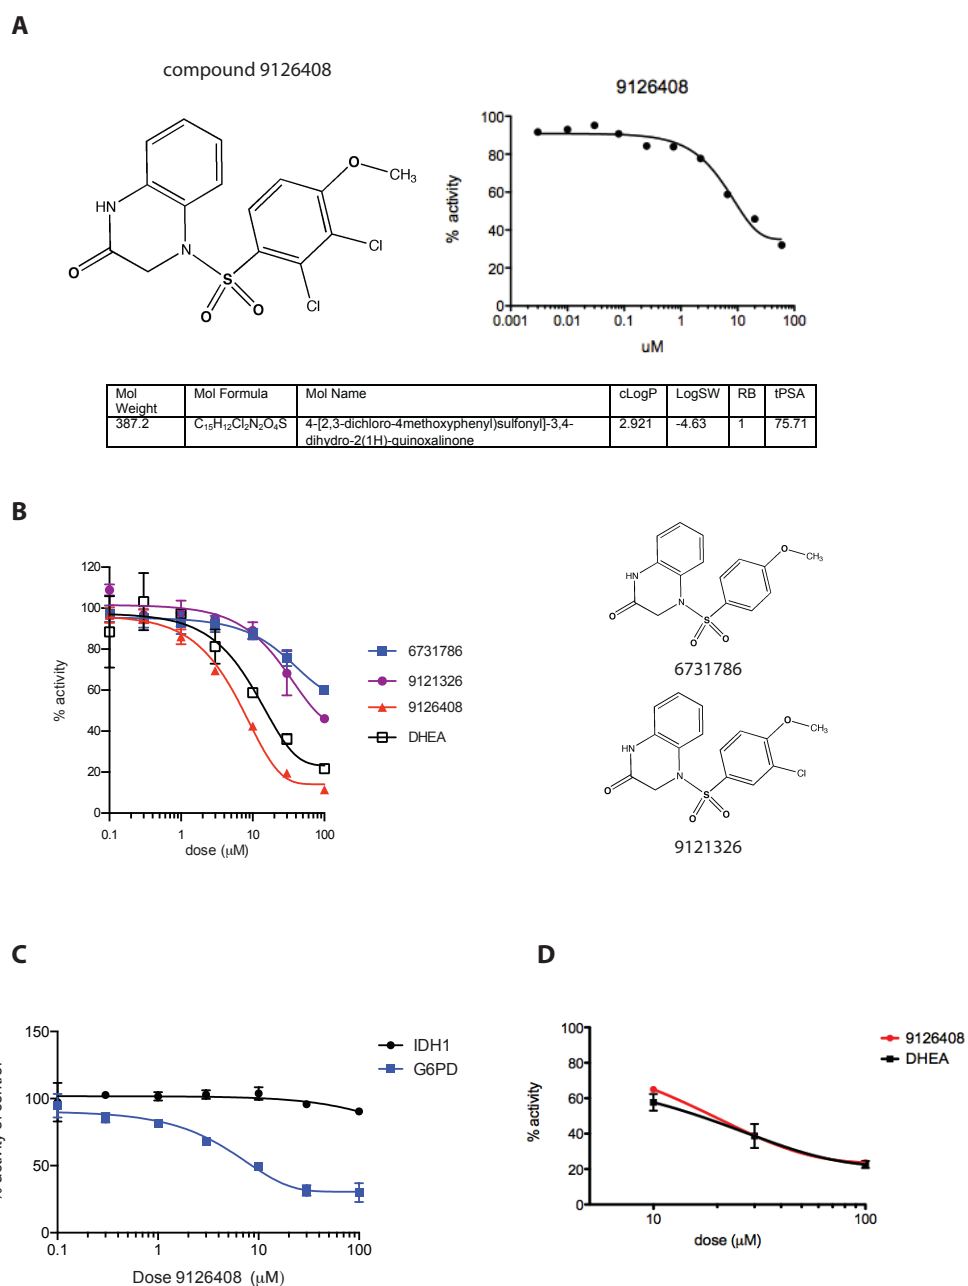 A
compound 9126408
HN
O
N
S
O
O
O
CH₃
Cl
Cl
9126408
100
80
60
40
20
0
% activity
0.001 0.01 0.1 1 10 100
uM
Mol Weight Mol Formula Mol Name cLogP LogSW RB tPSA
387.2 C₁₅H₁₂Cl₂N₂O₄S 4-[2,3-dichloro-4methoxyphenyl)sulfonyl]-3,4-
dihydro-2(1H)-quinoxalinone 2.921 -4.63 1 75.71
B
120
100
80
60
40
20
0
% activity
0.1 1 10 100
dose (μM)
6731786
9121326
9126408
DHEA
HN
O
N
S
O
O
O
CH₃
6731786
HN
O
N
S
O
O
O
CH₃
Cl
9121326
C
150
100
50
0
% activity of control
0.1 1 10 100
Dose 9126408 (μM)
IDH1
G6PD
D
100
80
60
40
20
0
% activity
10 100
dose (μM)
9126408
DHEA